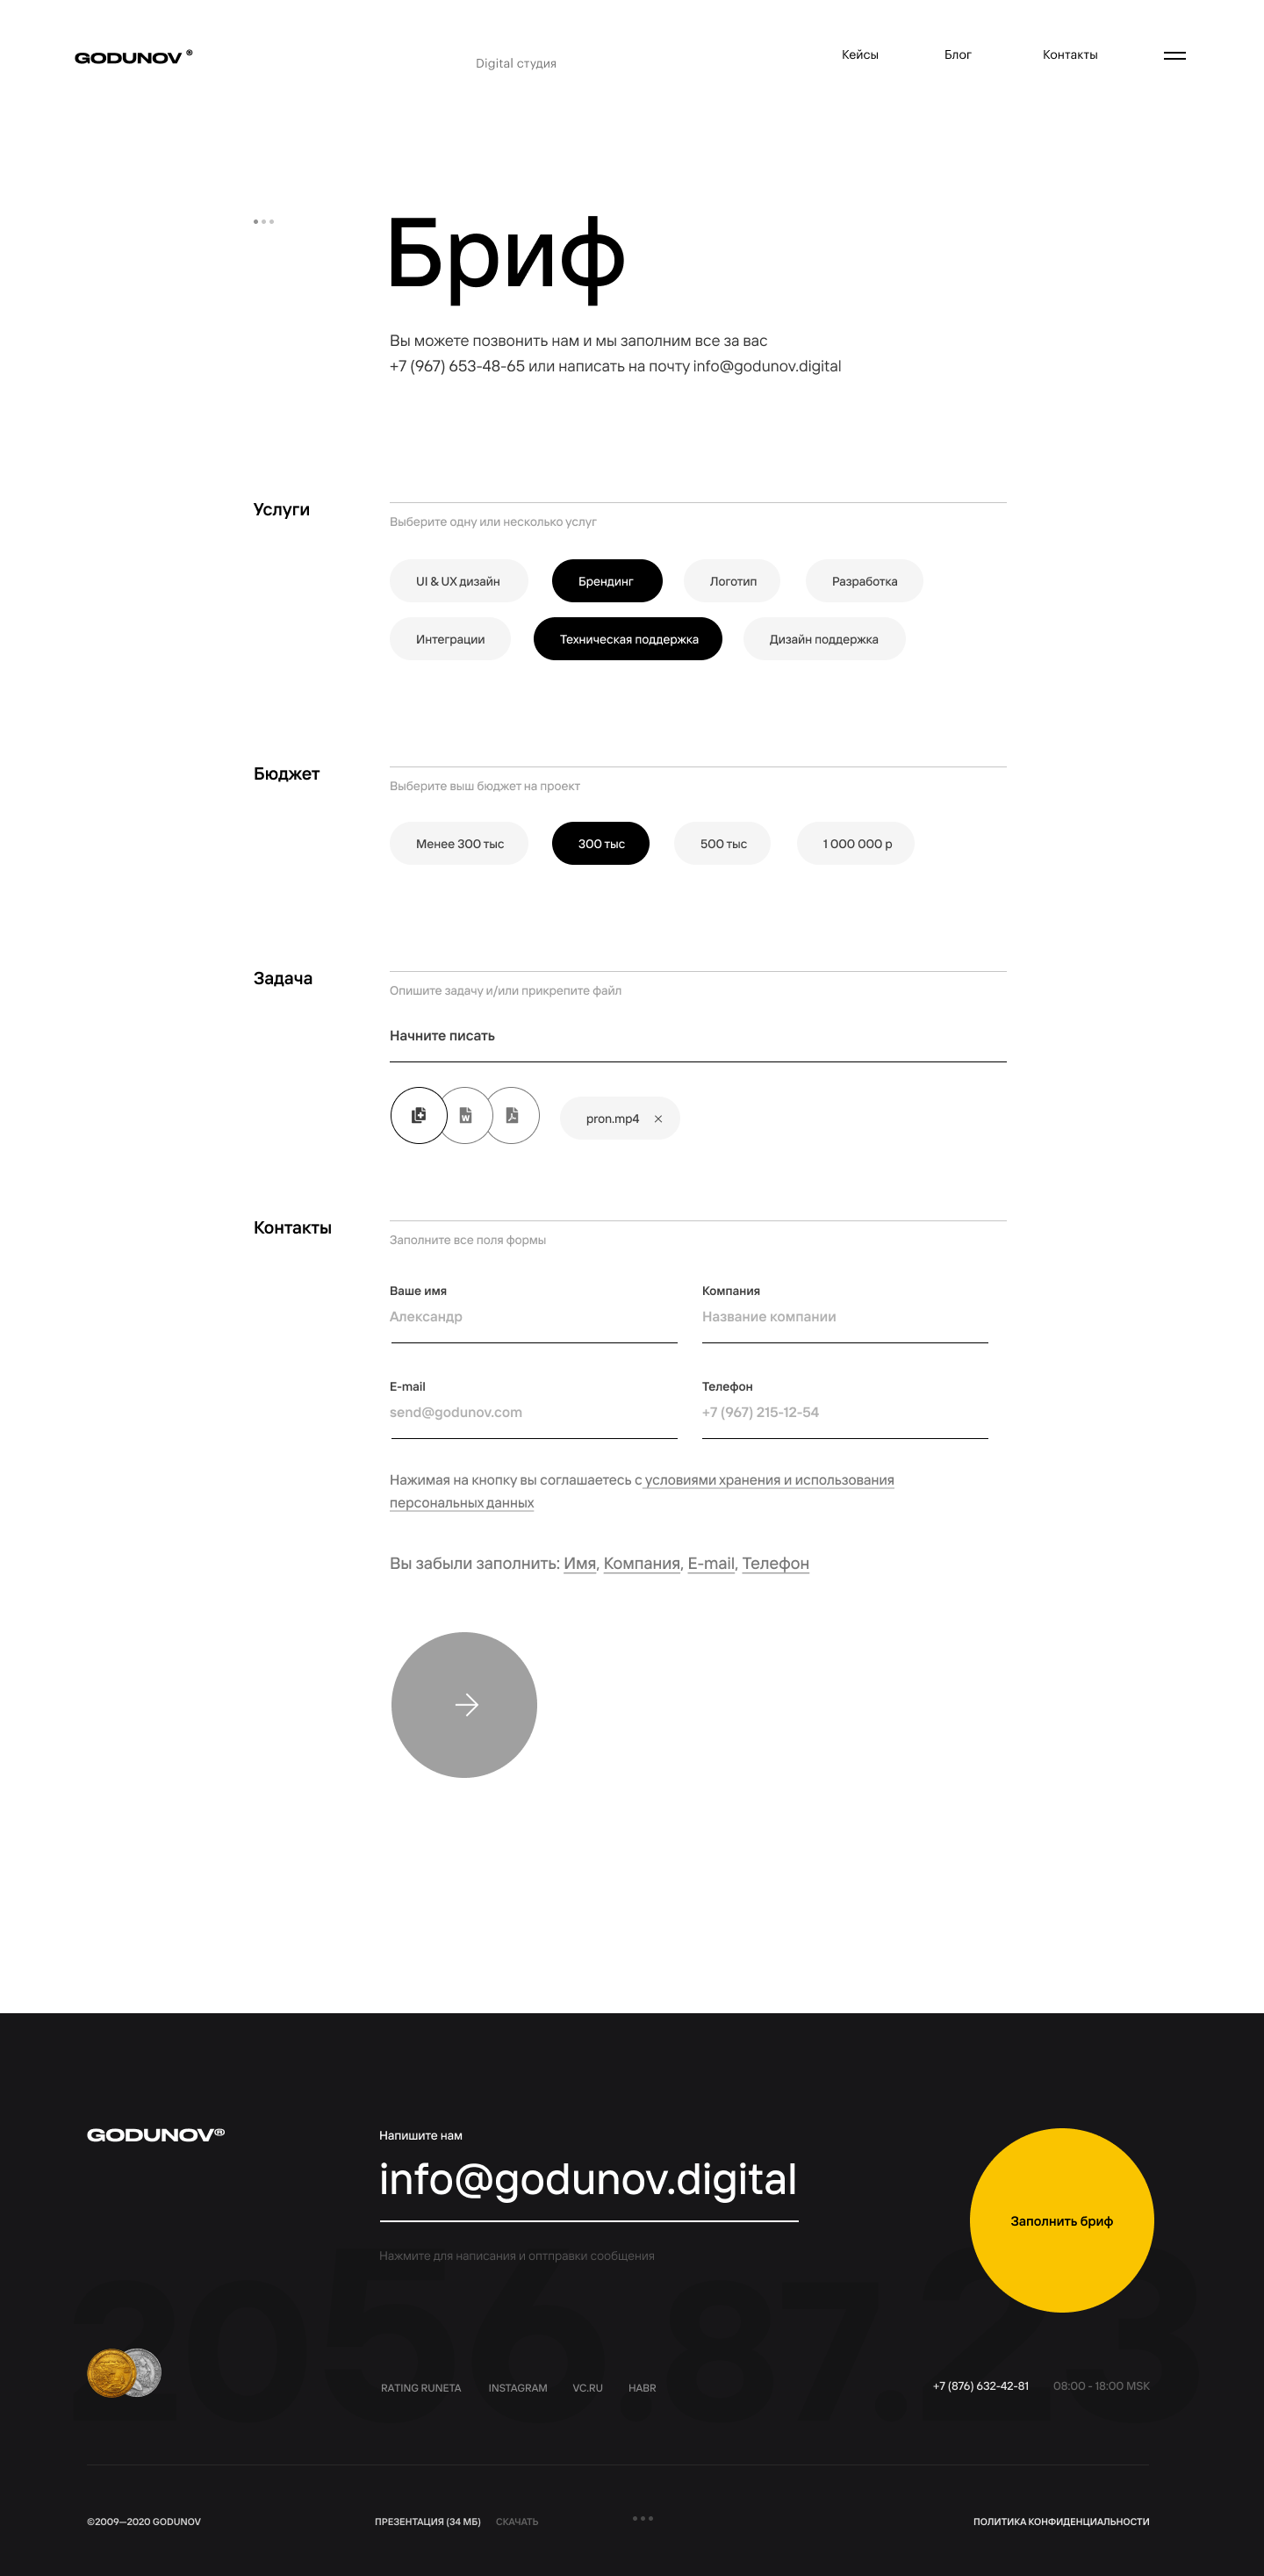 GODUNOV ®
Digital студия
Кейсы
Блог
Контакты
Бриф
Вы можете позвонить нам и мы заполним все за вас
+7 (967) 653-48-65 или написать на почту info@godunov.digital
Услуги
Выберите одну или несколько услуг
UI & UX дизайн
Брендинг
Логотип
Разработка
Интеграции
Техническая поддержка
Дизайн поддержка
Бюджет
Выберите выш бюджет на проект
Менее 300 тыс
300 тыс
500 тыс
1 000 000 р
Задача
Опишите задачу и/или прикрепите файл
Начните писать
pron.mp4
Контакты
Заполните все поля формы
Ваше имя
Компания
Александр
Название компании
E-mail
Телефон
send@godunov.com
+7 (967) 215-12-54
Нажимая на кнопку вы соглашаетесь с условиями хранения и использования
персональных данных
Вы забыли заполнить: Имя, Компания, E-mail, Телефон
GODUNOV®
Напишите нам
info@godunov.digital
Заполнить бриф
Нажмите для написания и оптправки сообщения
2056.87.23
RATING RUNETA
INSTAGRAM
VC.RU
HABR
+7 (876) 632-42-81
08:00 - 18:00 MSK
©2009—2020 GODUNOV
ПРЕЗЕНТАЦИЯ (34 МБ)
СКАЧАТЬ
ПОЛИТИКА КОНФИДЕНЦИАЛЬНОСТИ